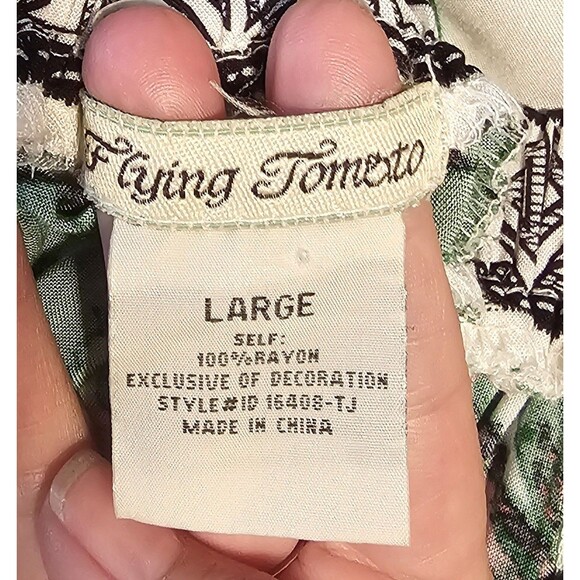 Flying Tomato
LARGE
SELF:
100%RAYON
EXCLUSIVE OF DECORATION
STYLE#ID 16408-TJ
MADE IN CHINA